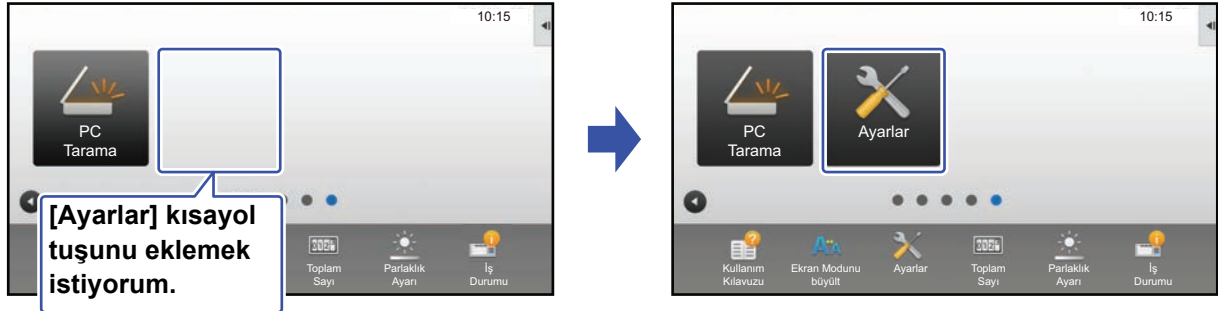 10:15
PC
Tarama
[Ayarlar] kısayol
tuşunu eklemek
istiyorum.
Toplam
Sayı
Parlaklık
Ayarı
İş
Durumu
10:15
PC
Tarama
Ayarlar
Kullanım
Kılavuzu
Ekran Modunu
büyült
Ayarlar
Toplam
Sayı
Parlaklık
Ayarı
İş
Durumu